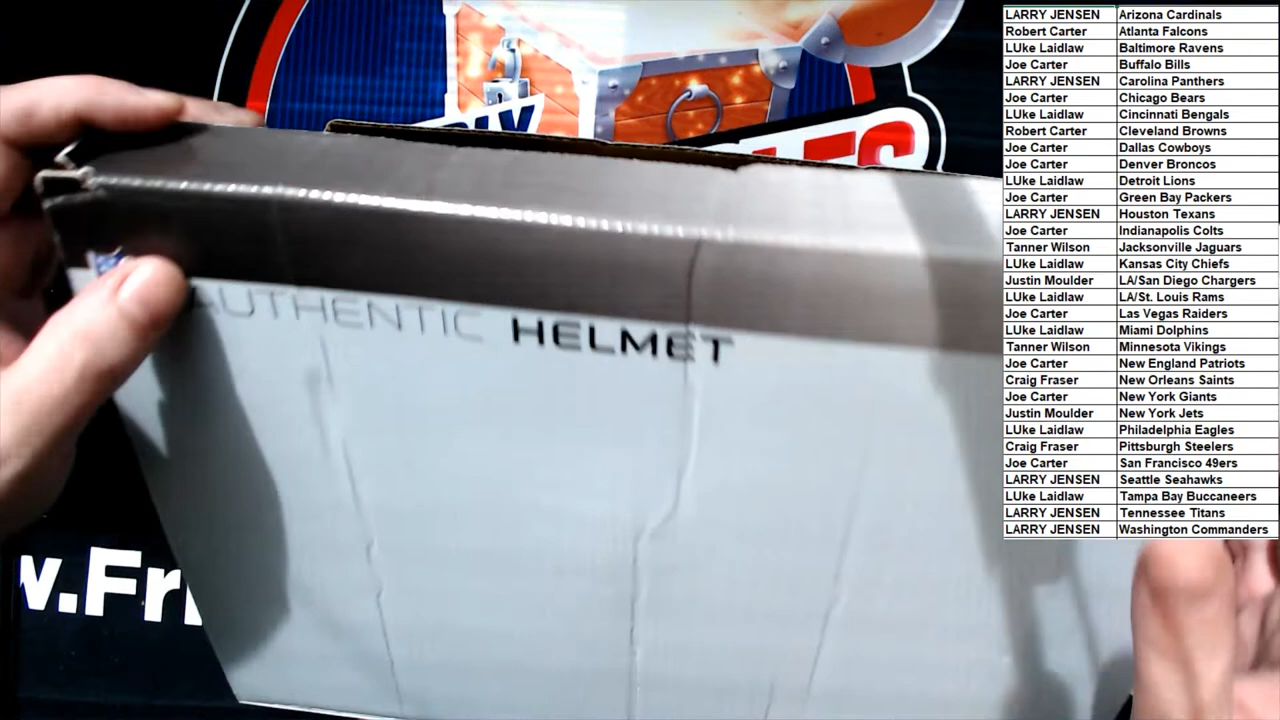 LARRY JENSEN Arizona Cardinals
Robert Carter Atlanta Falcons
LUke Laidlaw Baltimore Ravens
Joe Carter Buffalo Bills
LARRY JENSEN Carolina Panthers
Joe Carter Chicago Bears
LUke Laidlaw Cincinnati Bengals
Robert Carter Cleveland Browns
Joe Carter Dallas Cowboys
Joe Carter Denver Broncos
LUke Laidlaw Detroit Lions
Joe Carter Green Bay Packers
LARRY JENSEN Houston Texans
Joe Carter Indianapolis Colts
Tanner Wilson Jacksonville Jaguars
LUke Laidlaw Kansas City Chiefs
Justin Moulder LA/San Diego Chargers
LUke Laidlaw LA/St. Louis Rams
Joe Carter Las Vegas Raiders
LUke Laidlaw Miami Dolphins
Tanner Wilson Minnesota Vikings
Joe Carter New England Patriots
Craig Fraser New Orleans Saints
Joe Carter New York Giants
Justin Moulder New York Jets
LUke Laidlaw Philadelphia Eagles
Craig Fraser Pittsburgh Steelers
Joe Carter San Francisco 49ers
LARRY JENSEN Seattle Seahawks
LUke Laidlaw Tampa Bay Buccaneers
LARRY JENSEN Tennessee Titans
LARRY JENSEN Washington Commanders
AUTHENTIC HELMET
w.Fri